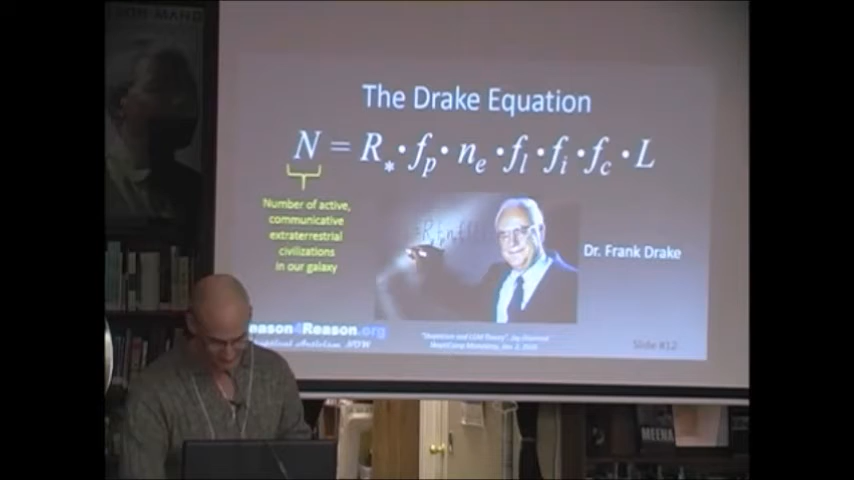 The Drake Equation
N = R* · fp · ne · fl · fi · fc · L
Number of active,
communicative
extraterrestrial
civilizations
in our galaxy
Dr. Frank Drake
eason4Reason.org
Slide #12
MEENA